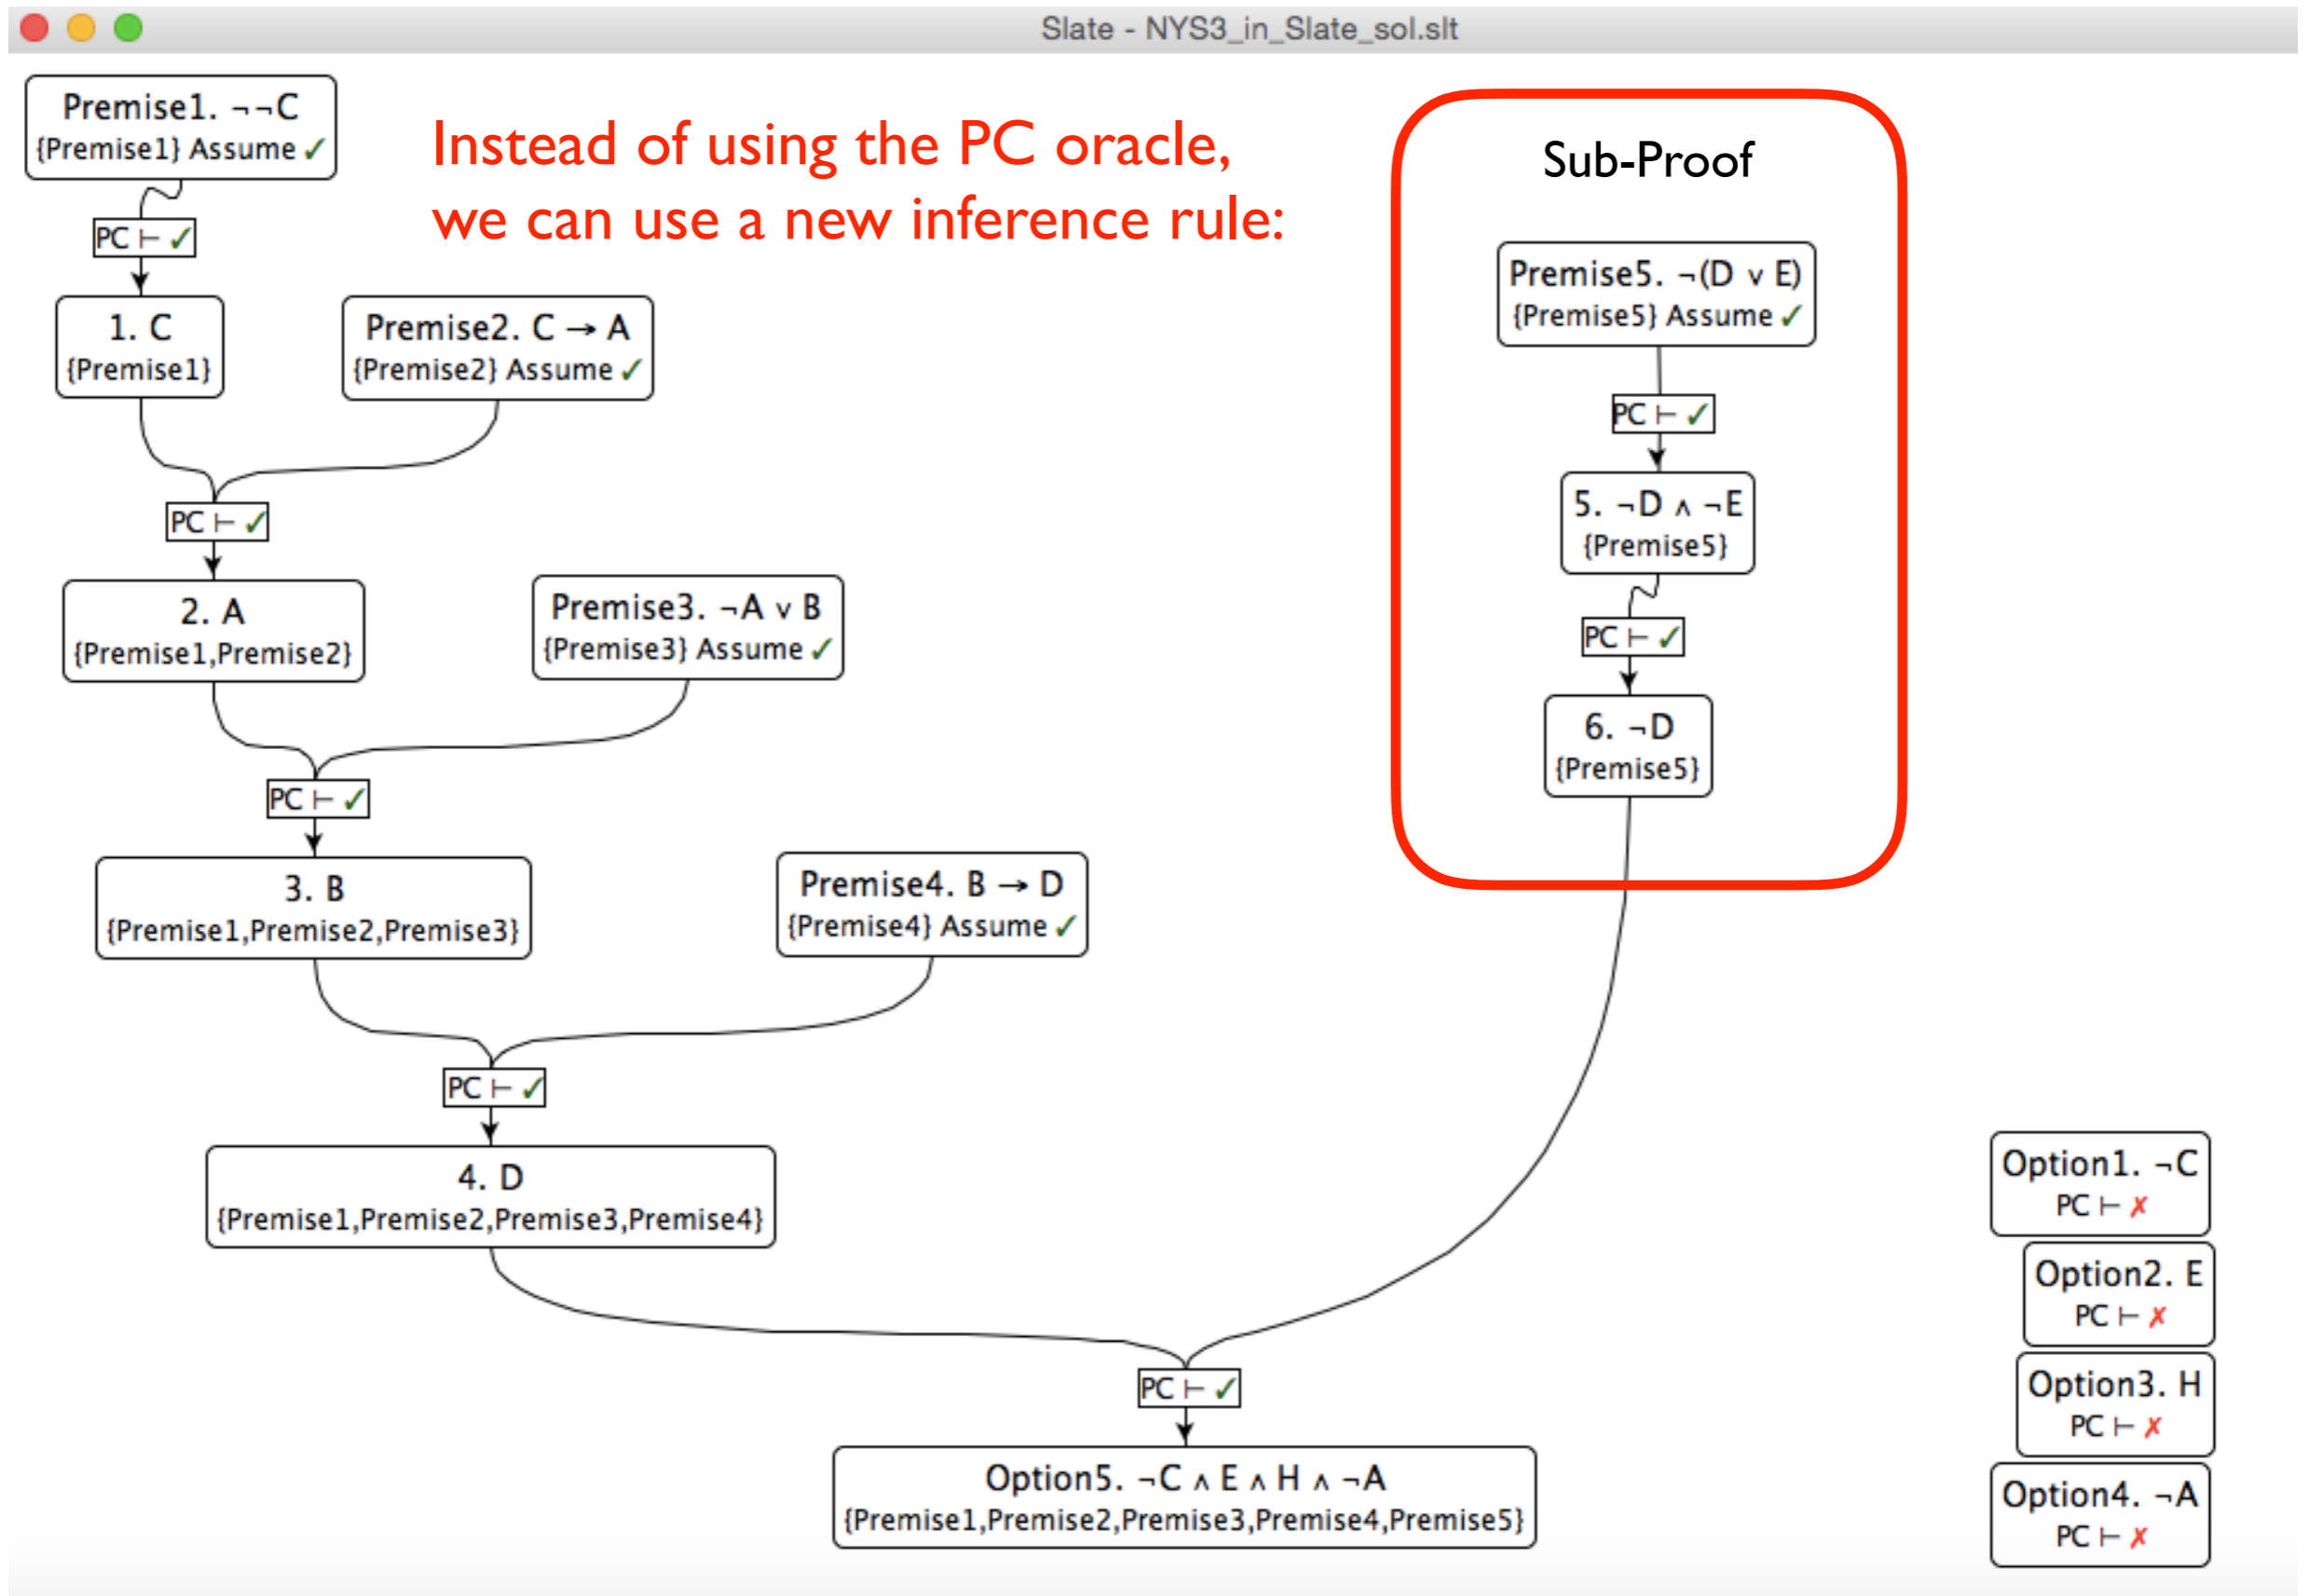 Slate - NYS3_in_Slate_sol.slt
Premise1. ¬¬C
{Premise1} Assume ✓
Instead of using the PC oracle,
we can use a new inference rule:
Sub-Proof
PC ⊢ ✓
Premise5. ¬(D ∨ E)
{Premise5} Assume ✓
1. C
{Premise1}
Premise2. C → A
{Premise2} Assume ✓
PC ⊢ ✓
PC ⊢ ✓
5. ¬D ∧ ¬E
{Premise5}
2. A
{Premise1,Premise2}
Premise3. ¬A ∨ B
{Premise3} Assume ✓
PC ⊢ ✓
6. ¬D
{Premise5}
PC ⊢ ✓
3. B
{Premise1,Premise2,Premise3}
Premise4. B → D
{Premise4} Assume ✓
PC ⊢ ✓
4. D
{Premise1,Premise2,Premise3,Premise4}
Option1. ¬C
PC ⊢ ✗
Option2. E
PC ⊢ ✗
Option3. H
PC ⊢ ✗
Option4. ¬A
PC ⊢ ✗
PC ⊢ ✓
Option5. ¬C ∧ E ∧ H ∧ ¬A
{Premise1,Premise2,Premise3,Premise4,Premise5}